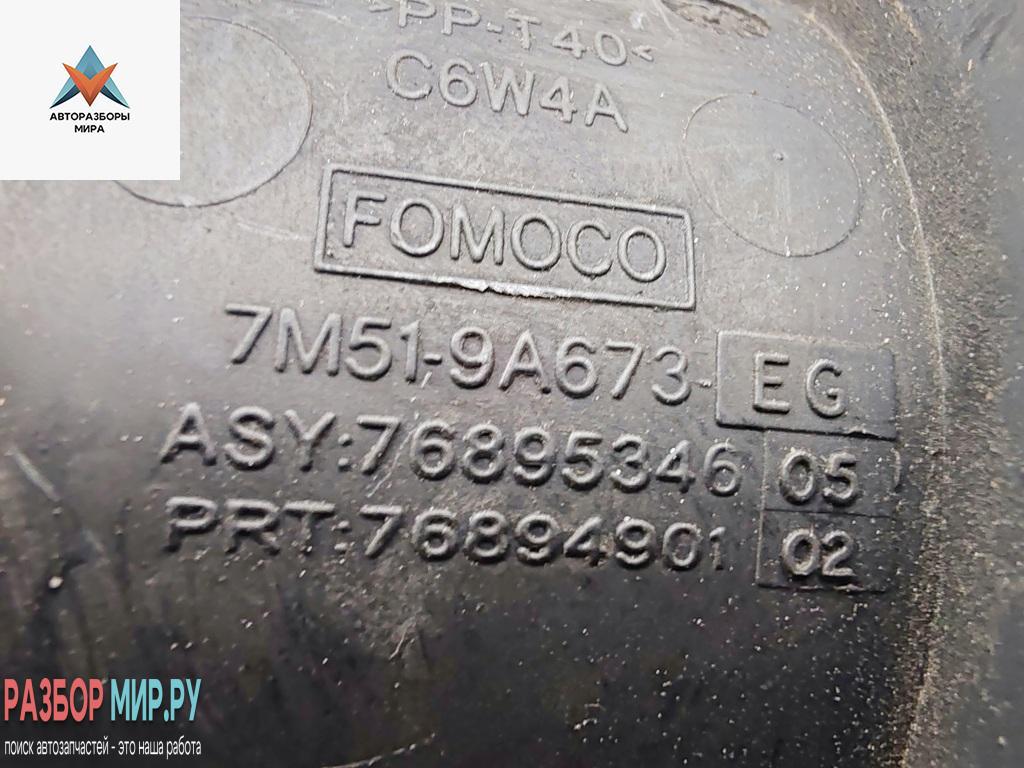 >PP-T40<
C6W4A
АВТОРАЗБОРЫ
МИРА
FOMOCO
7M51-9A673-EG
ASY:76895346 05
PRT:76894901 02
РАЗБОР МИР.РУ
поиск автозапчастей - это наша работа